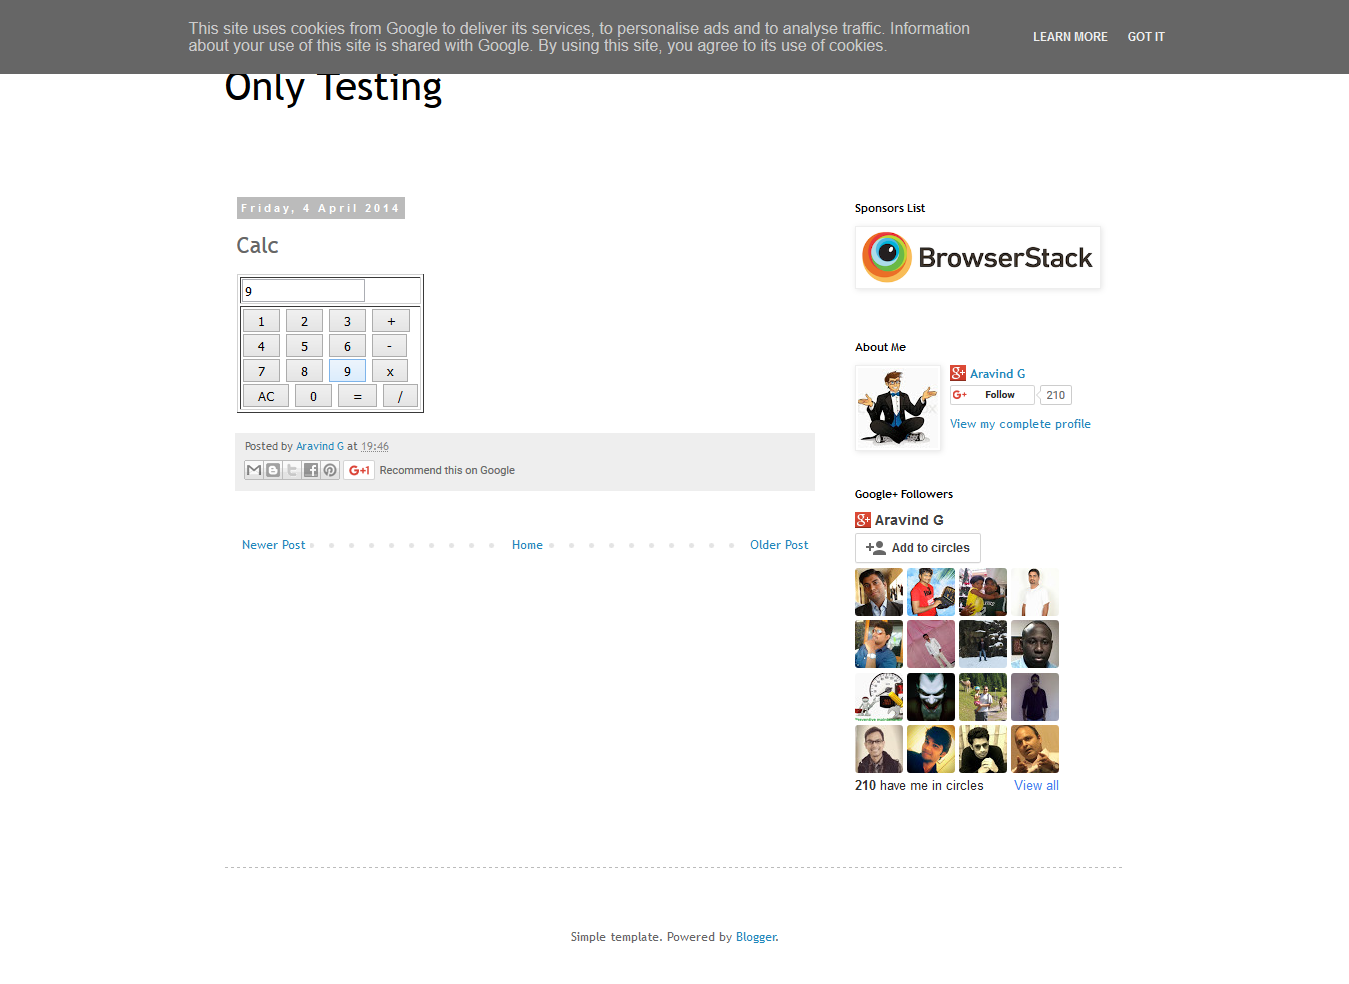 This site uses cookies from Google to deliver its services, to personalise ads and to analyse traffic. Information
about your use of this site is shared with Google. By using this site, you agree to its use of cookies.
LEARN MORE GOT IT
Only Testing
Friday, 4 April 2014
Calc
9
1 2 3 +
4 5 6 -
7 8 9 x
AC 0 = /
Posted by Aravind G at 19:46
G+1 Recommend this on Google
Newer Post Home Older Post
Sponsors List
BrowserStack
About Me
g+ Aravind G
G+ Follow 210
View my complete profile
Google+ Followers
g+ Aravind G
Add to circles
210 have me in circles View all
Simple template. Powered by Blogger.